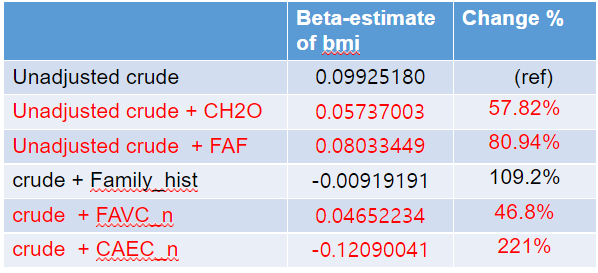 Beta-estimate of bmi Change %
Unadjusted crude 0.09925180 (ref)
Unadjusted crude + CH2O 0.05737003 57.82%
Unadjusted crude + FAF 0.08033449 80.94%
crude + Family_hist -0.00919191 109.2%
crude + FAVC_n 0.04652234 46.8%
crude + CAEC_n -0.12090041 221%